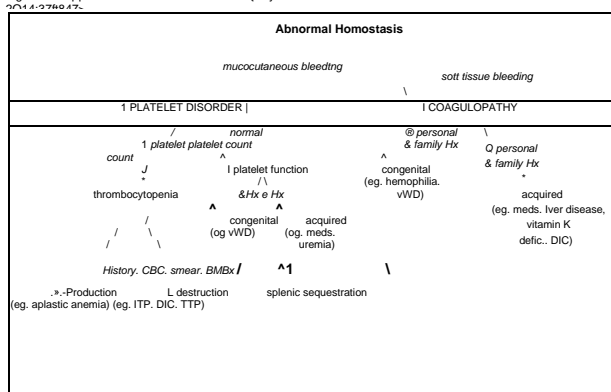 2014:37ft847>
Abnormal Homostasis
mucocutaneous bleedtng
sott tissue bleeding
\
1 PLATELET DISORDER |
I COAGULOPATHY
/ normal
1 platelet platelet count
count
^
J
*
I platelet function
/ \
thrombocytopenia
&Hx e Hx
^ ^
congenital acquired
(og vWD) (og. meds.
uremia)
® personal \
& family Hx
^
congenital
(eg. hemophilia.
vWD)
Q personal
& family Hx
*
acquired
(eg. meds. Iver disease,
vitamin K
defic.. DIC)
/
/ \
/ \
History. CBC. smear. BMBx / ^1 \
.».-Production L destruction splenic sequestration
(eg. aplastic anemia) (eg. ITP. DIC. TTP)